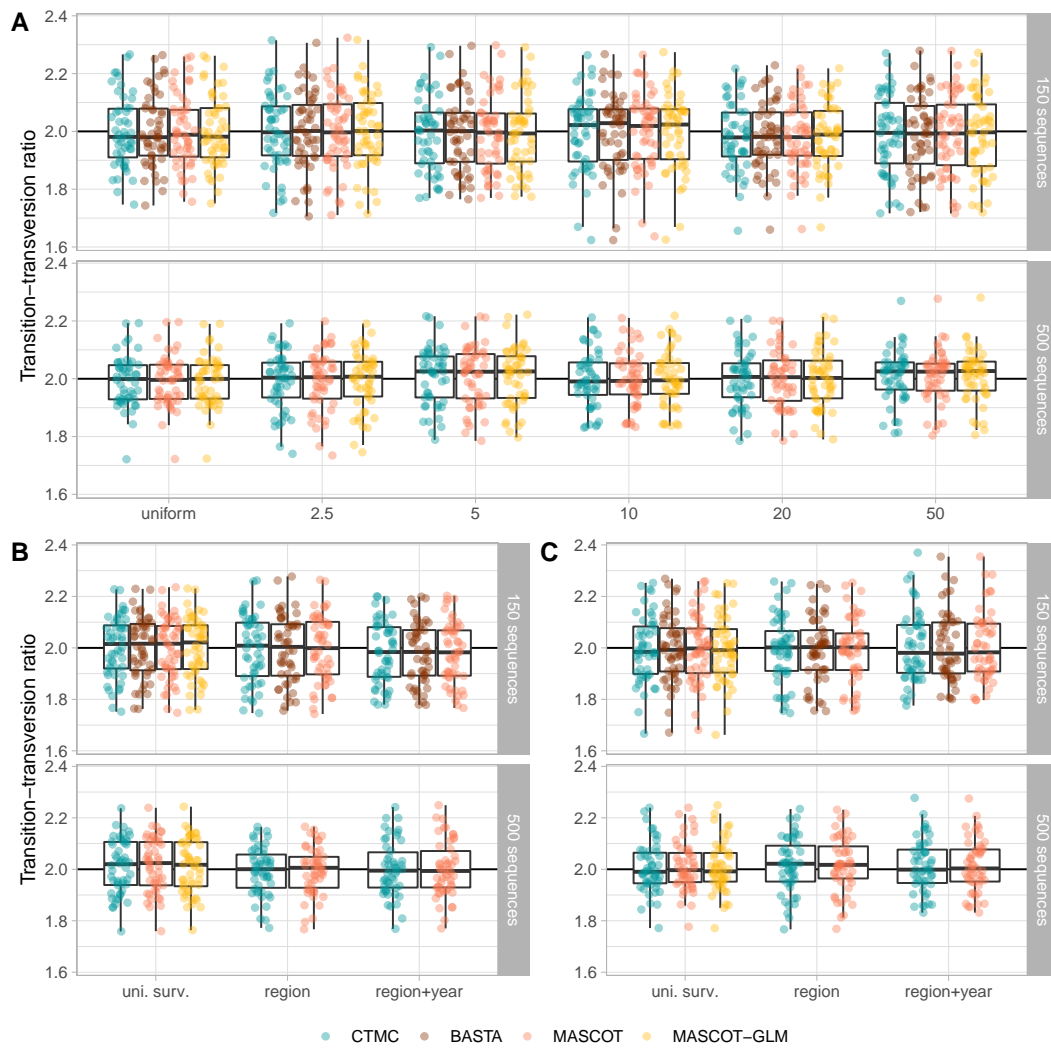 A
Transition−transversion ratio
2.4
2.2
2.0
1.8
1.6
150 sequences
2.4
2.2
2.0
1.8
1.6
500 sequences
uniform 2.5 5 10 20 50
B
Transition−transversion ratio
2.4
2.2
2.0
1.8
1.6
150 sequences
2.4
2.2
2.0
1.8
1.6
500 sequences
uni. surv. region region+year
C
2.4
2.2
2.0
1.8
1.6
150 sequences
2.4
2.2
2.0
1.8
1.6
500 sequences
uni. surv. region region+year
CTMC BASTA MASCOT MASCOT−GLM